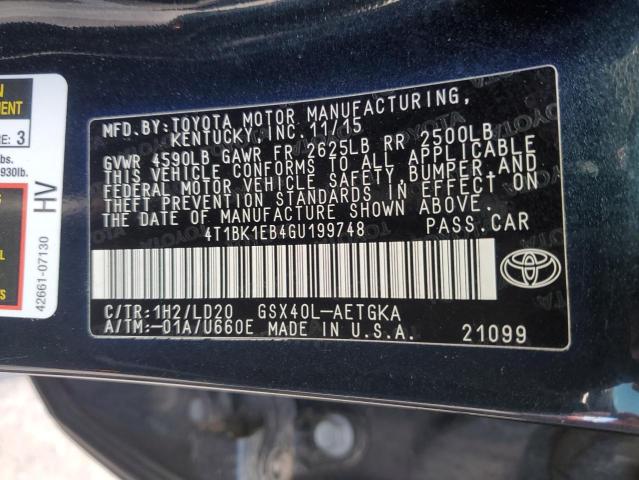 MFD.BY:TOYOTA MOTOR MANUFACTURING,
KENTUCKY,INC.11/15
GVWR 4590LB GAWR FR 2625LB RR 2500LB
THIS VEHICLE CONFORMS TO ALL APPLICABLE
FEDERAL MOTOR VEHICLE SAFETY,BUMPER,AND
THEFT PREVENTION STANDARDS IN EFFECT ON
THE DATE OF MANUFACTURE SHOWN ABOVE.
4T1BK1EB4GU199748 PASS.CAR
C/TR:1H2/LD20 GSX40L-AETGKA
A/TM:-01A/U660E MADE IN U.S.A. 21099
E: 3
lbs.
930lb.
HV
42661-07130